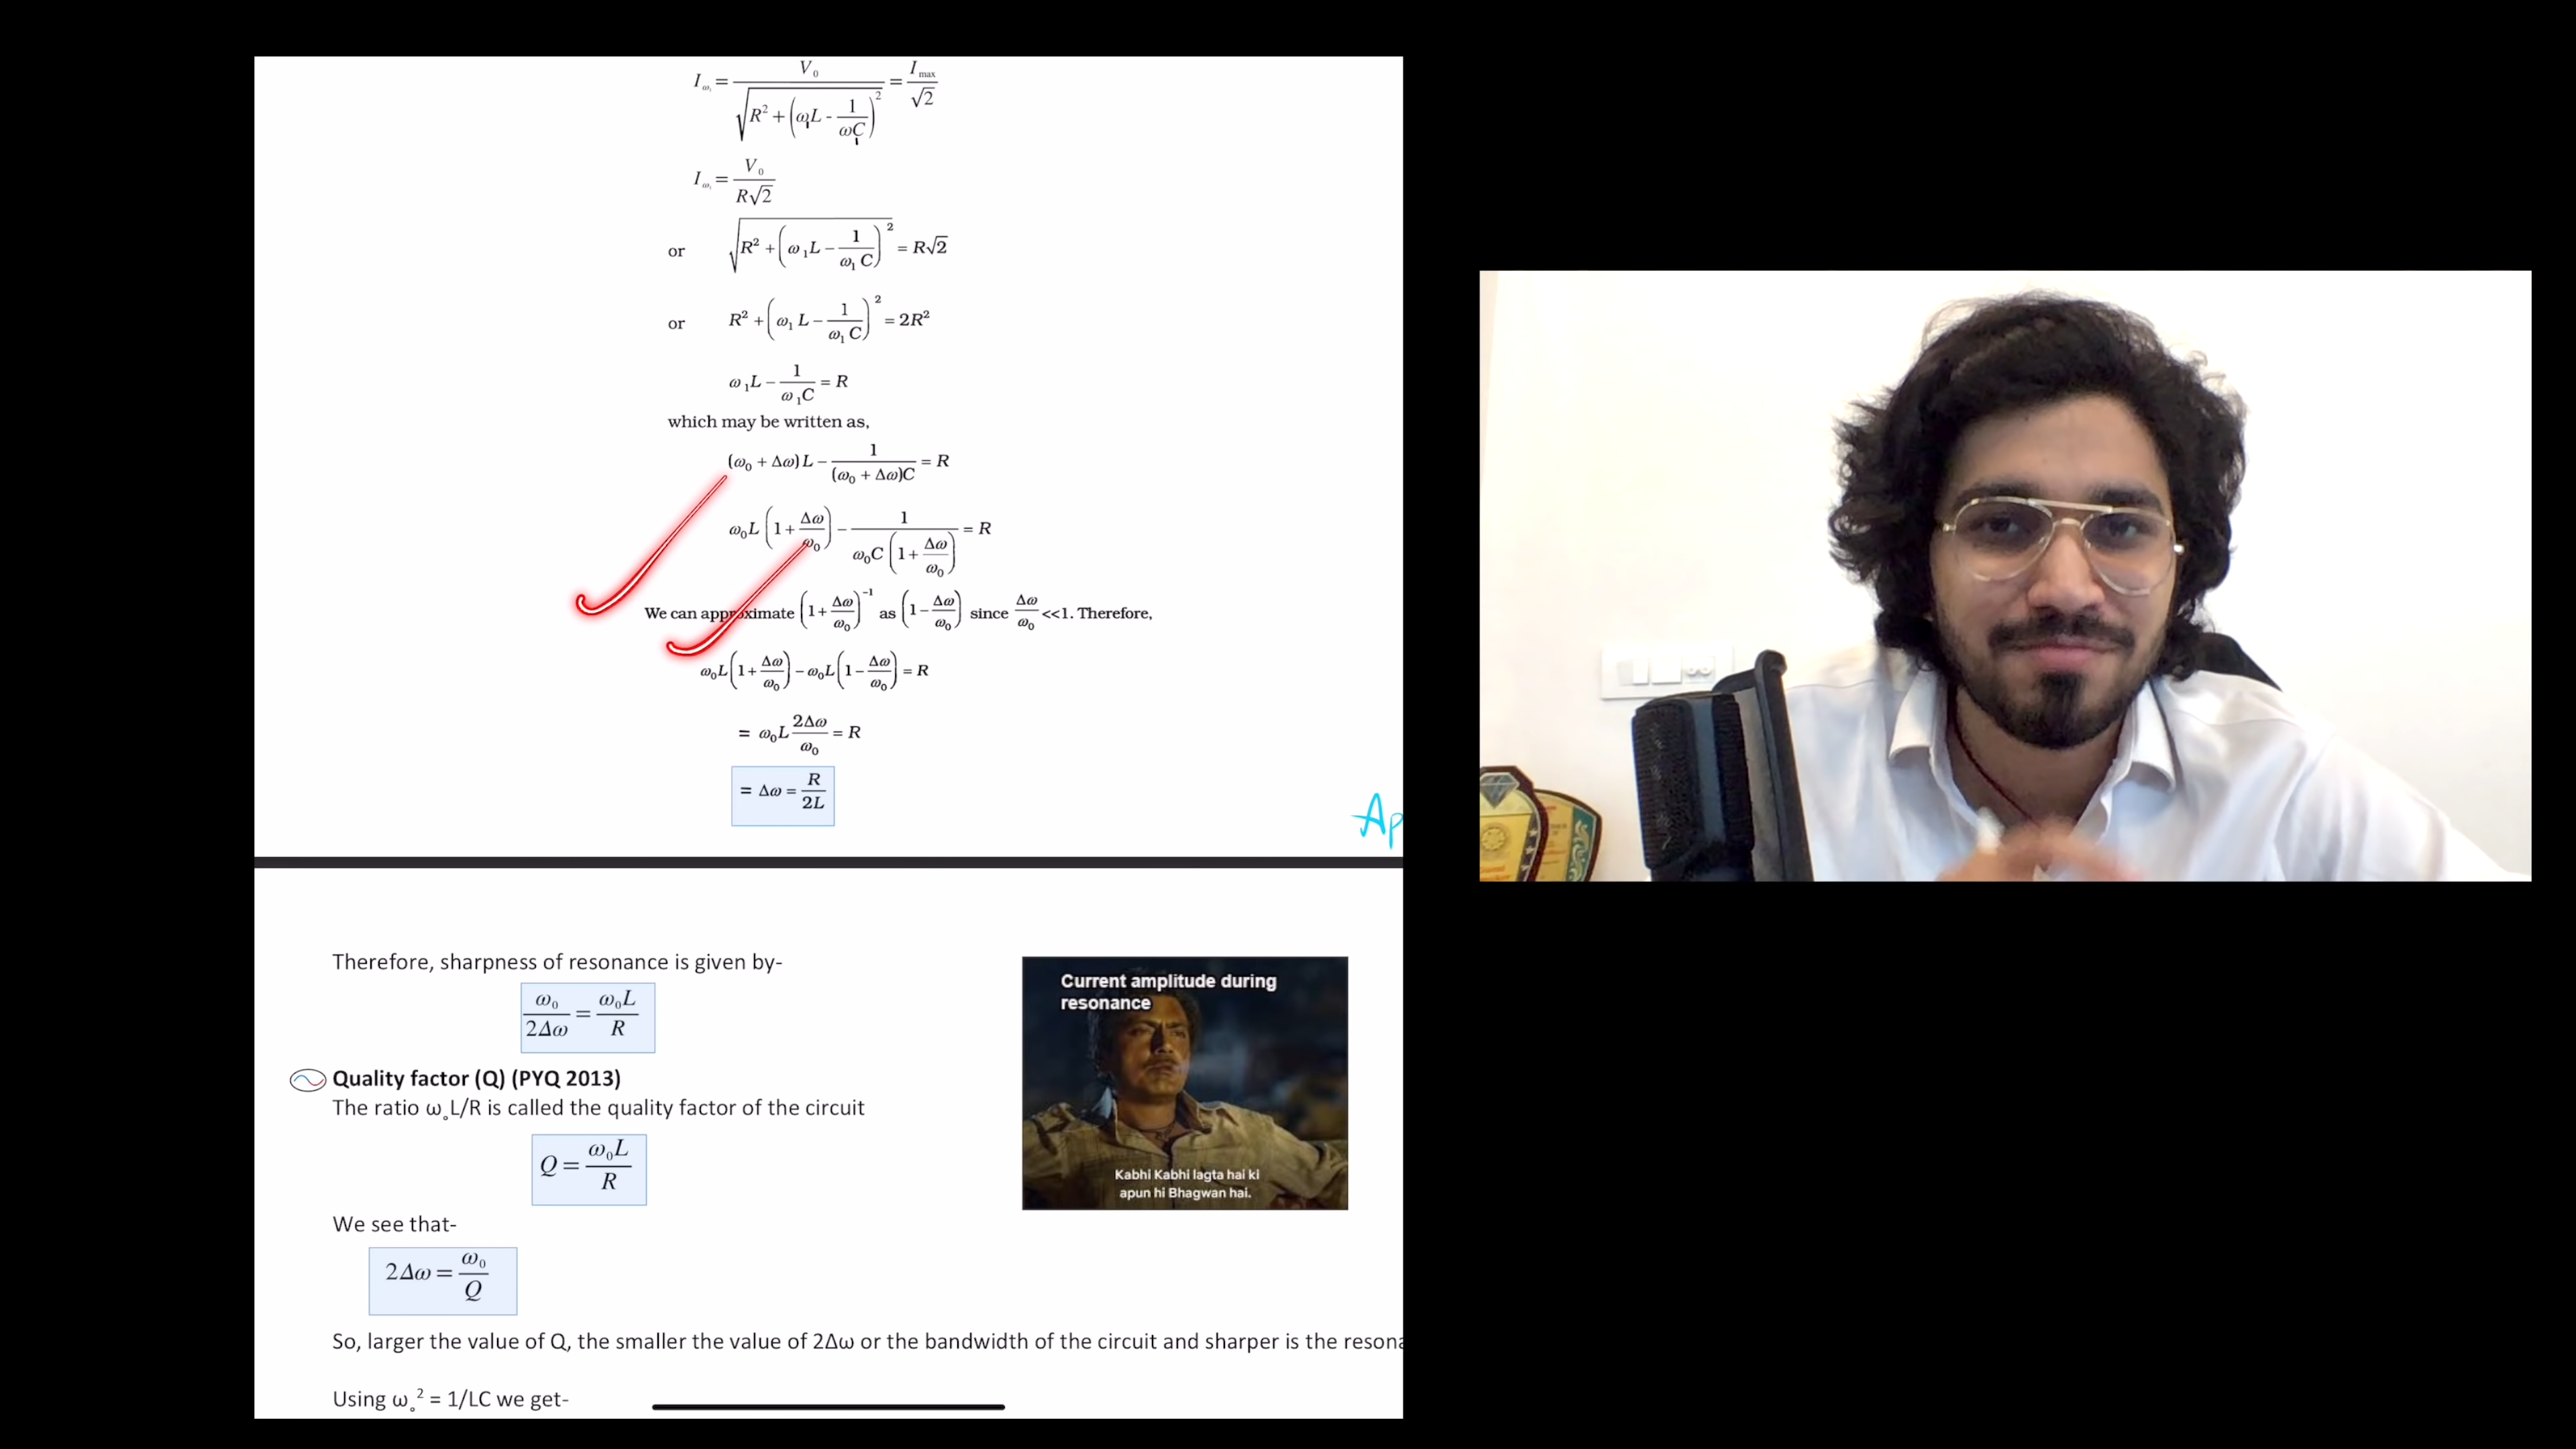 I_ω₁ = V₀ / √(R² + (ω₁L - 1/ω₁C)²) = I_max / √2
I_ω₁ = V₀ / R√2
or √(R² + (ω₁L − 1/ω₁C)²) = R√2
or R² + (ω₁L − 1/ω₁C)² = 2R²
ω₁L − 1/ω₁C = R
which may be written as,
(ω₀ + Δω)L − 1/(ω₀ + Δω)C = R
ω₀L(1 + Δω/ω₀) − 1/(ω₀C(1 + Δω/ω₀)) = R
We can approximate (1 + Δω/ω₀)⁻¹ as (1 − Δω/ω₀) since Δω/ω₀ <<1. Therefore,
ω₀L(1 + Δω/ω₀) − ω₀L(1 − Δω/ω₀) = R
= ω₀L 2Δω/ω₀ = R
= Δω = R/2L
Ap
Therefore, sharpness of resonance is given by-
ω₀/2Δω = ω₀L/R
Quality factor (Q) (PYQ 2013)
The ratio ω₀L/R is called the quality factor of the circuit
Q = ω₀L/R
We see that-
2Δω = ω₀/Q
So, larger the value of Q, the smaller the value of 2Δω or the bandwidth of the circuit and sharper is the resona
Using ω₀² = 1/LC we get-
Current amplitude during
resonance
Kabhi Kabhi lagta hai ki
apun hi Bhagwan hai.